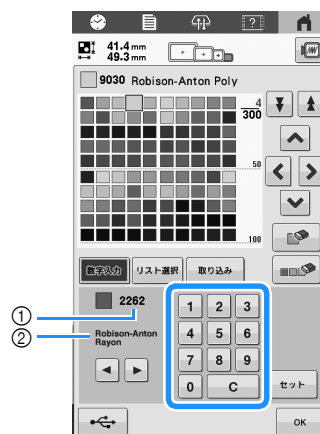 41.4 mm
49.3 mm
9030 Robison-Anton Poly
4
300
50
100
数字入力 リスト選択 取り込み
① 2262
② Robison-Anton
Rayon
1 2 3
4 5 6
7 8 9
0 C
セット
OK